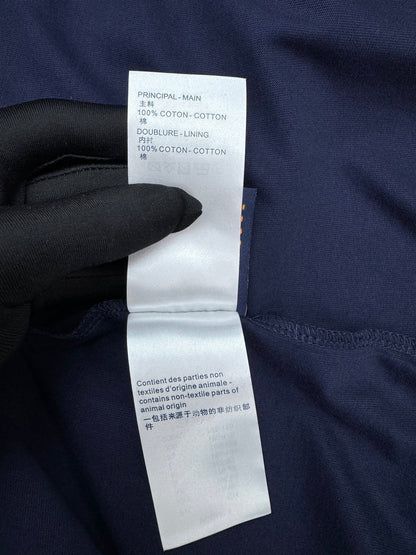 PRINCIPAL - MAIN
主料
100% COTON - COTTON
棉
DOUBLURE - LINING
内衬
100% COTON - COTTON
棉
Contient des parties non
textiles d'origine animale -
contains non-textile parts of
animal origin
一包括来源于动物的非纺织部
件